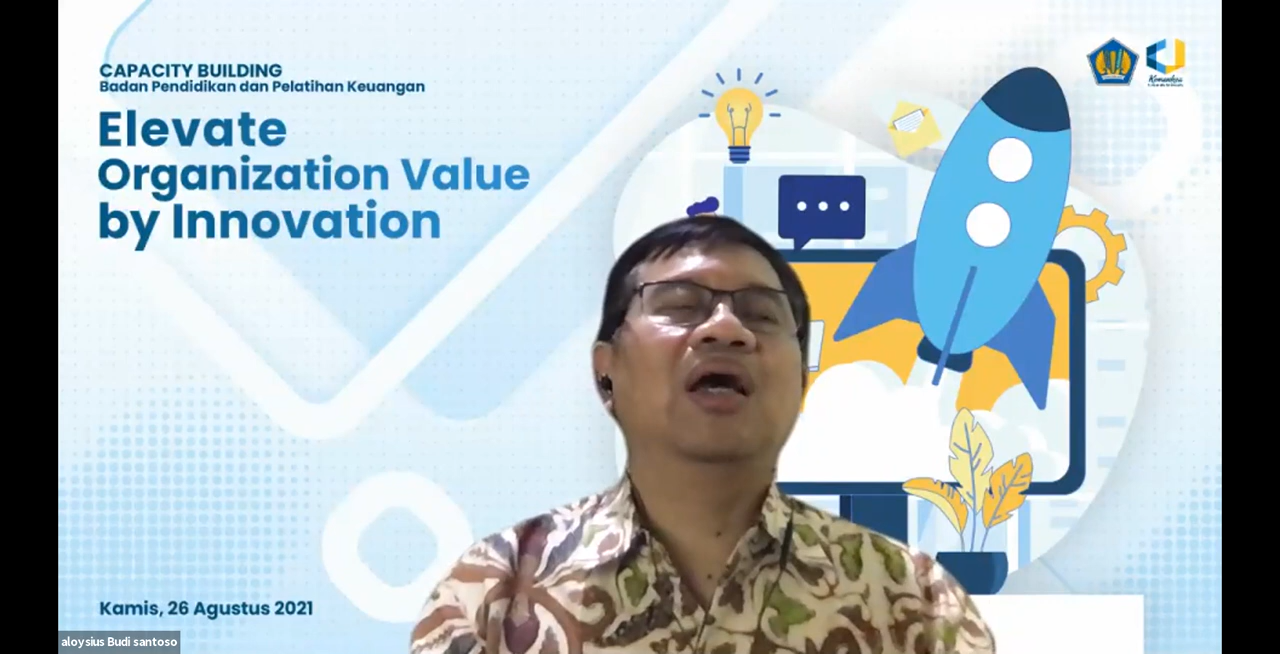 CAPACITY BUILDING
Badan Pendidikan dan Pelatihan Keuangan
Elevate
Organization Value
by Innovation
Kamis, 26 Agustus 2021
aloysius Budi santoso